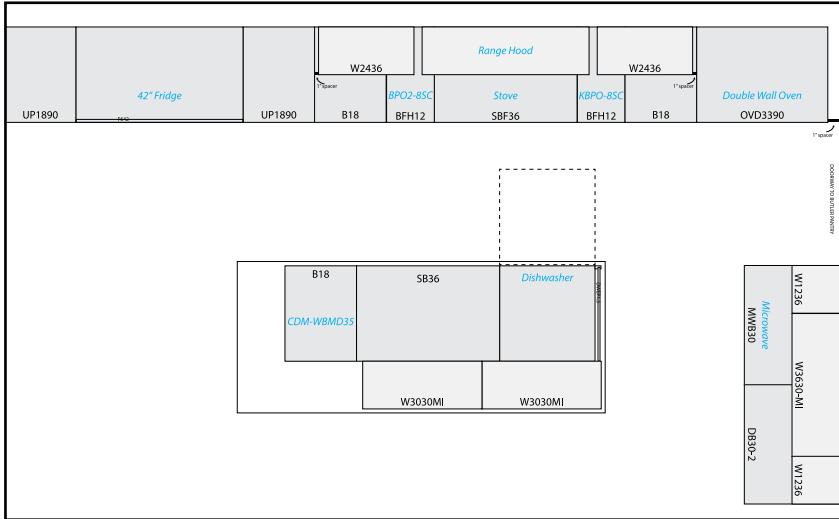 Range Hood
W2436
W2436
1" spacer
1" spacer
42" Fridge
BPO2-8SC
Stove
KBPO-8SC
Double Wall Oven
UP1890
UP1890
B18
BFH12
SBF36
BFH12
B18
OVD3390
1" spacer
DOORWAY TO BUTLER PANTRY
B18
SB36
Dishwasher
CDM-WBMD35
W3030MI
W3030MI
W1236
Microwave
MWB30
W3630-MI
DB30-2
W1236